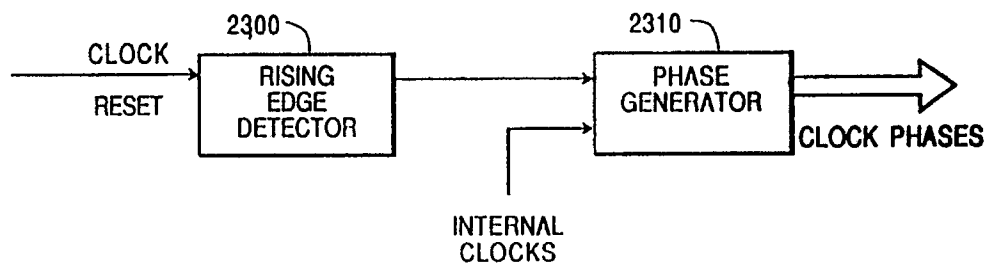 2300
2310
CLOCK
RESET
RISING
EDGE
DETECTOR
PHASE
GENERATOR
CLOCK PHASES
INTERNAL
CLOCKS